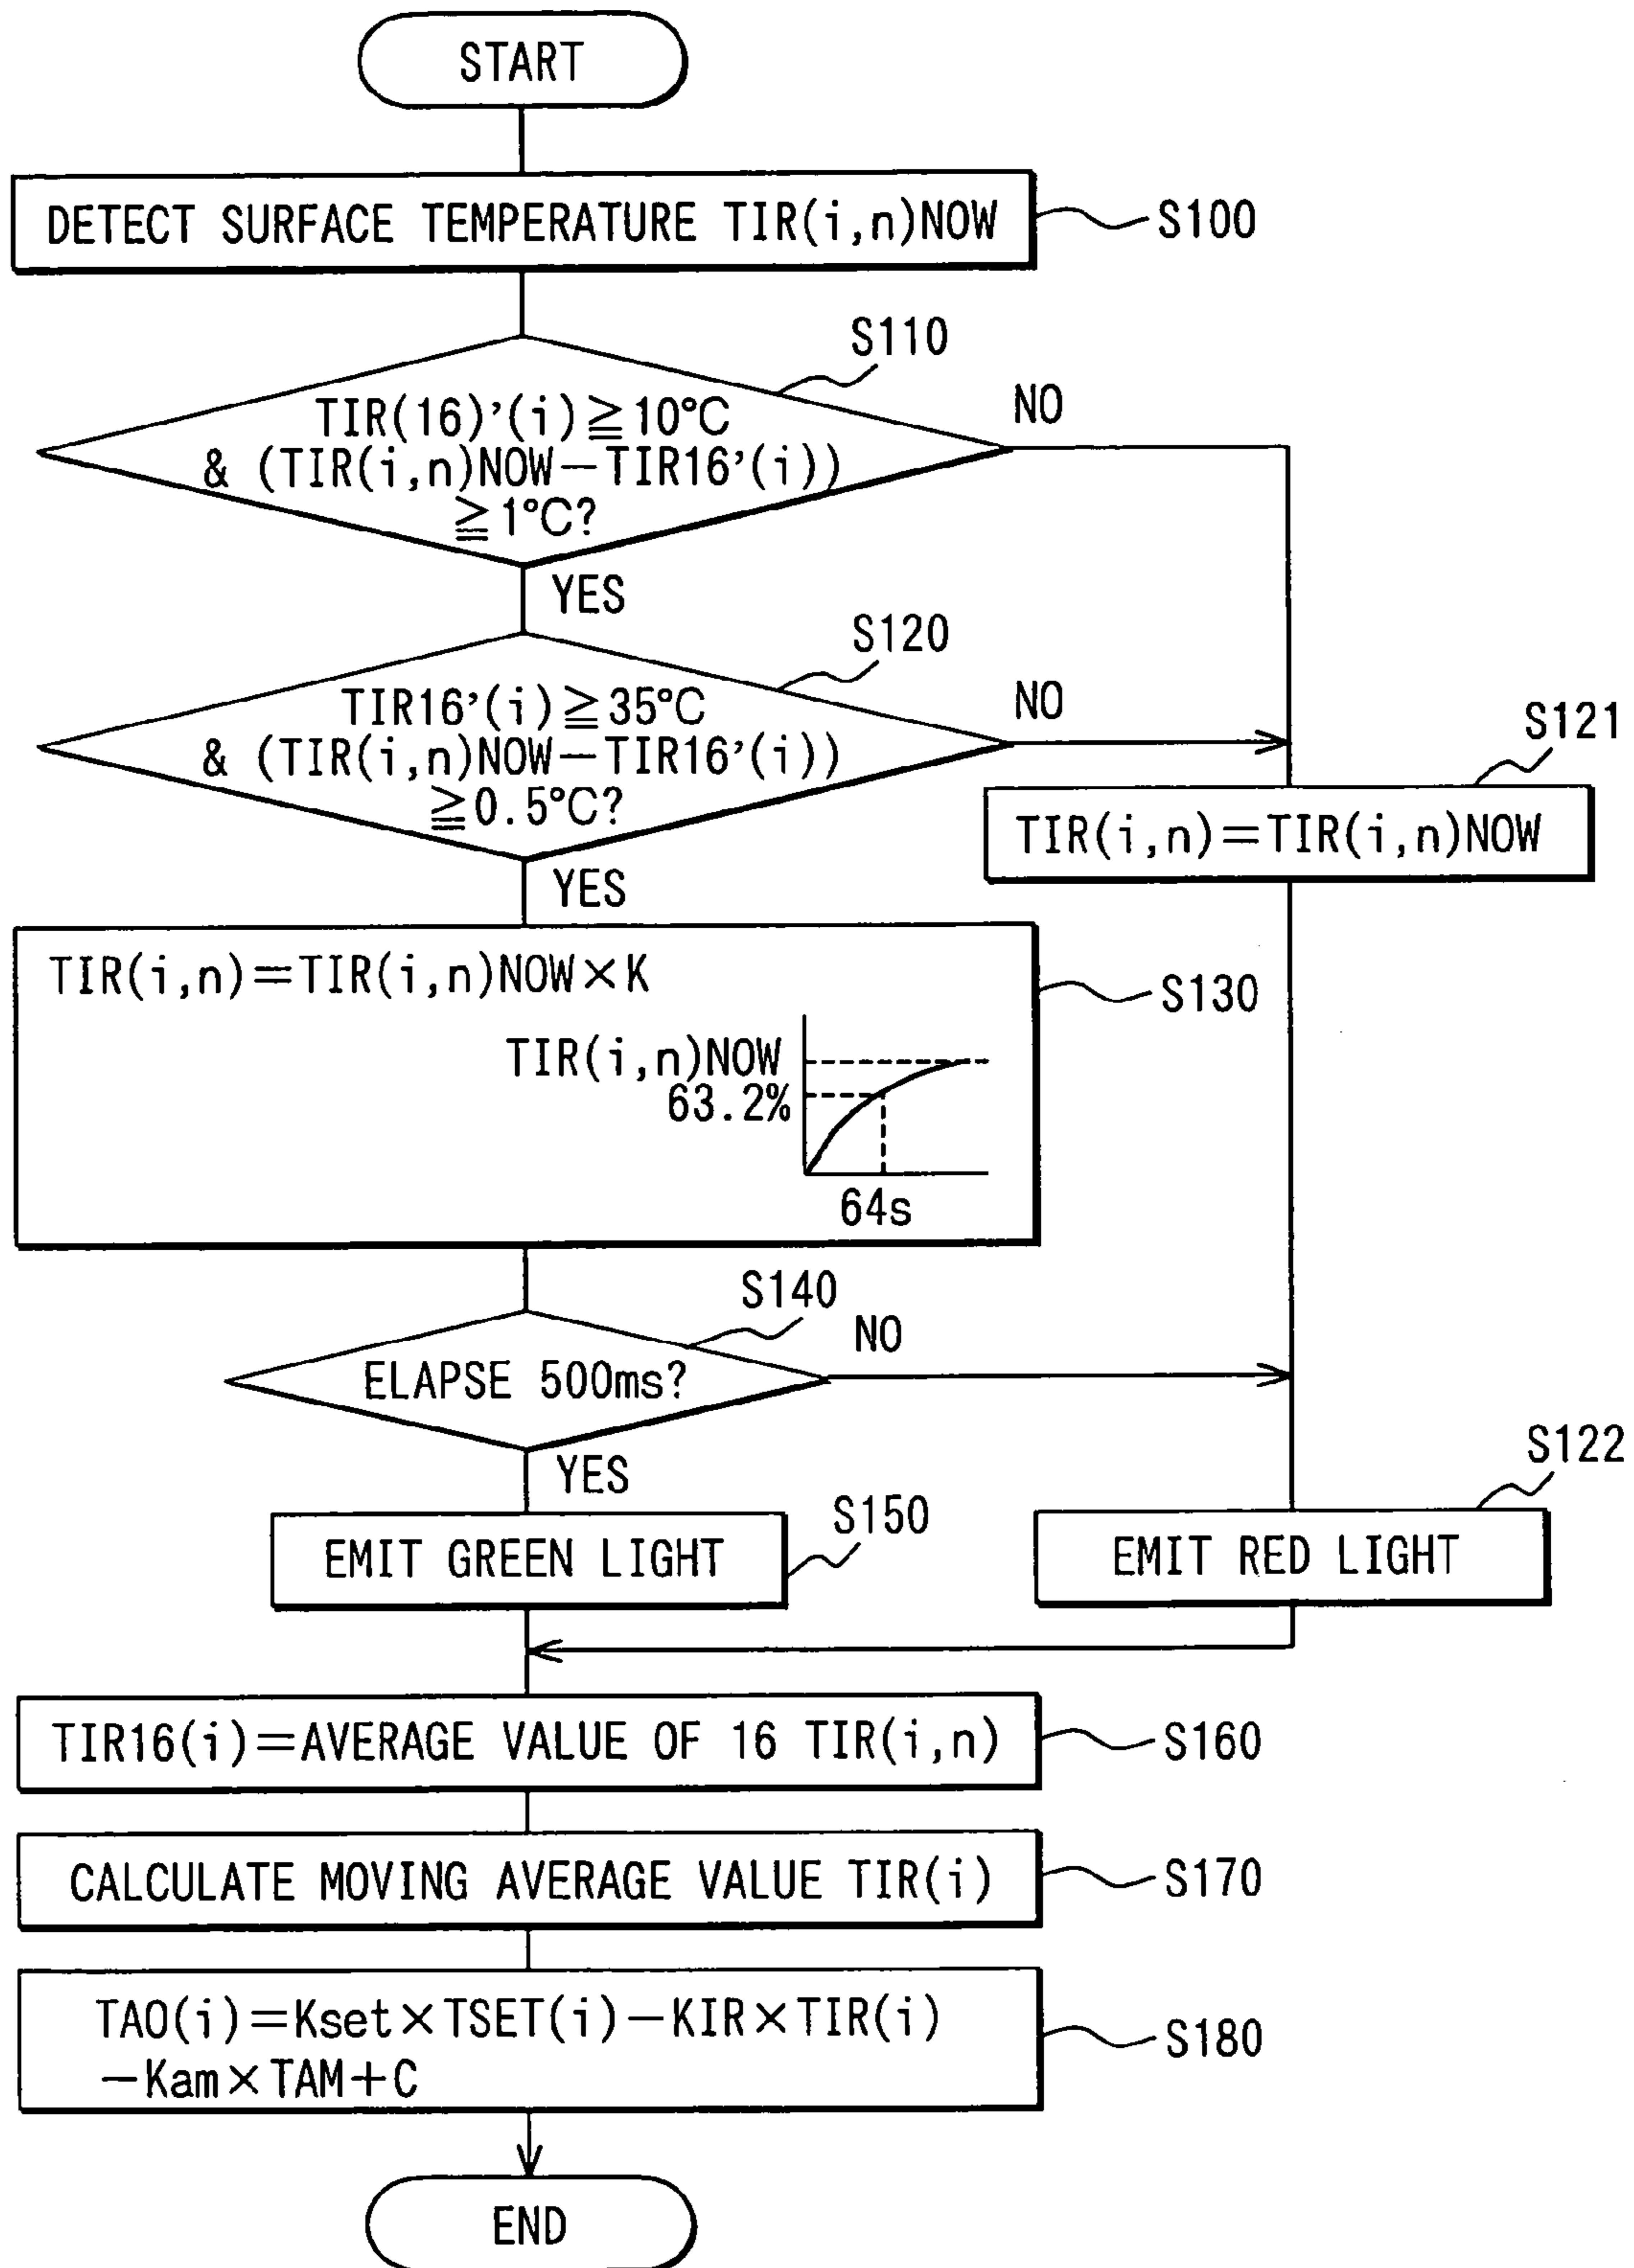 START
DETECT SURFACE TEMPERATURE TIR(i,n)NOW
S100
S110
TIR(16)'(i)≧10°C
& (TIR(i,n)NOW−TIR16'(i))
≧1°C?
NO
YES
S120
TIR16'(i)≧35°C
& (TIR(i,n)NOW−TIR16'(i))
≧0.5°C?
NO
YES
S121
TIR(i,n)=TIR(i,n)NOW
TIR(i,n)=TIR(i,n)NOW×K
S130
TIR(i,n)NOW
63.2%
64s
S140
ELAPSE 500ms?
NO
YES
S150
EMIT GREEN LIGHT
S122
EMIT RED LIGHT
TIR16(i)=AVERAGE VALUE OF 16 TIR(i,n)
S160
CALCULATE MOVING AVERAGE VALUE TIR(i)
S170
TAO(i)=Kset×TSET(i)−KIR×TIR(i)
−Kam×TAM+C
S180
END